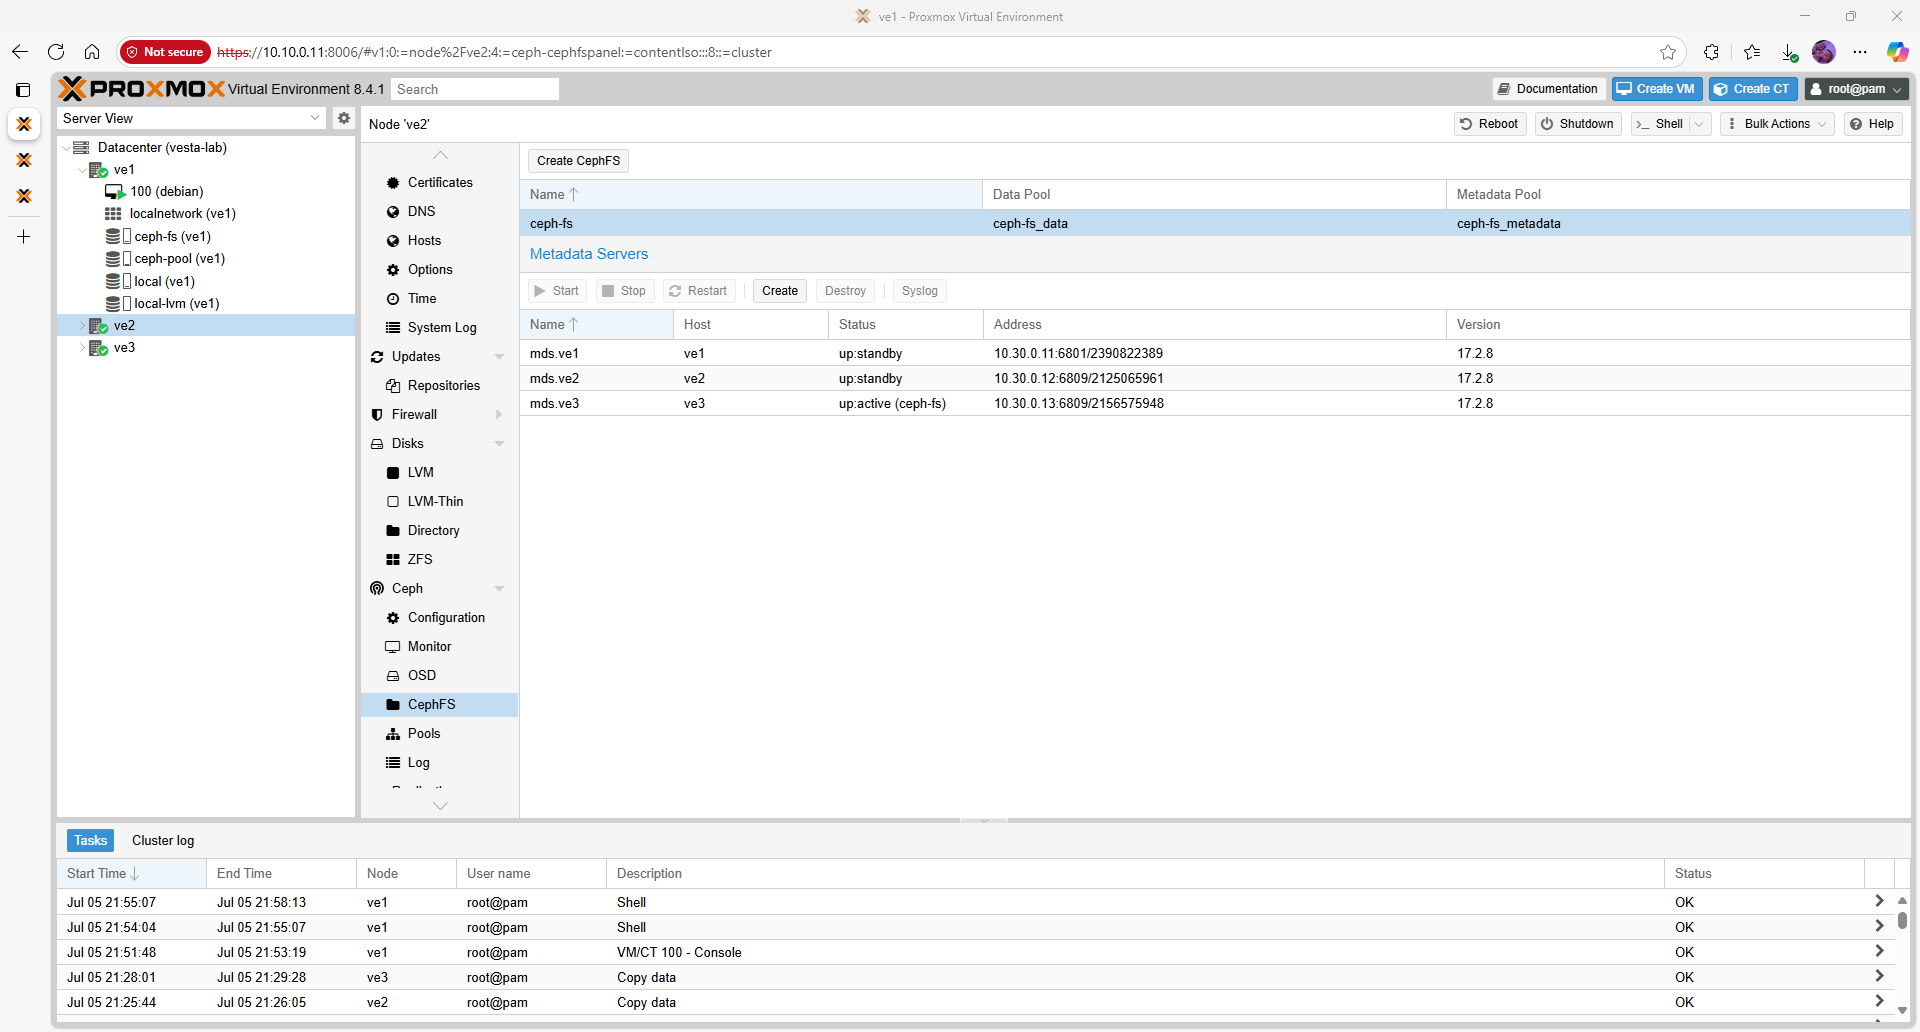 ve1 - Proxmox Virtual Environment
Not secure https://10.10.0.11:8006/#v1:0:=node%2Fve2:4:=ceph-cephfspanel:=contentIso:::8::=cluster
PROXMOX Virtual Environment 8.4.1 Search
Documentation Create VM Create CT root@pam
Server View
Node 've2'
Reboot Shutdown Shell Bulk Actions Help
Datacenter (vesta-lab)
ve1
100 (debian)
localnetwork (ve1)
ceph-fs (ve1)
ceph-pool (ve1)
local (ve1)
local-lvm (ve1)
ve2
ve3
Certificates
DNS
Hosts
Options
Time
System Log
Updates
Repositories
Firewall
Disks
LVM
LVM-Thin
Directory
ZFS
Ceph
Configuration
Monitor
OSD
CephFS
Pools
Log
Create CephFS
Name Data Pool Metadata Pool
ceph-fs ceph-fs_data ceph-fs_metadata
Metadata Servers
Start Stop Restart Create Destroy Syslog
Name Host Status Address Version
mds.ve1 ve1 up:standby 10.30.0.11:6801/2390822389 17.2.8
mds.ve2 ve2 up:standby 10.30.0.12:6809/2125065961 17.2.8
mds.ve3 ve3 up:active (ceph-fs) 10.30.0.13:6809/2156575948 17.2.8
Tasks Cluster log
Start Time End Time Node User name Description Status
Jul 05 21:55:07 Jul 05 21:58:13 ve1 root@pam Shell OK
Jul 05 21:54:04 Jul 05 21:55:07 ve1 root@pam Shell OK
Jul 05 21:51:48 Jul 05 21:53:19 ve1 root@pam VM/CT 100 - Console OK
Jul 05 21:28:01 Jul 05 21:29:28 ve3 root@pam Copy data OK
Jul 05 21:25:44 Jul 05 21:26:05 ve2 root@pam Copy data OK